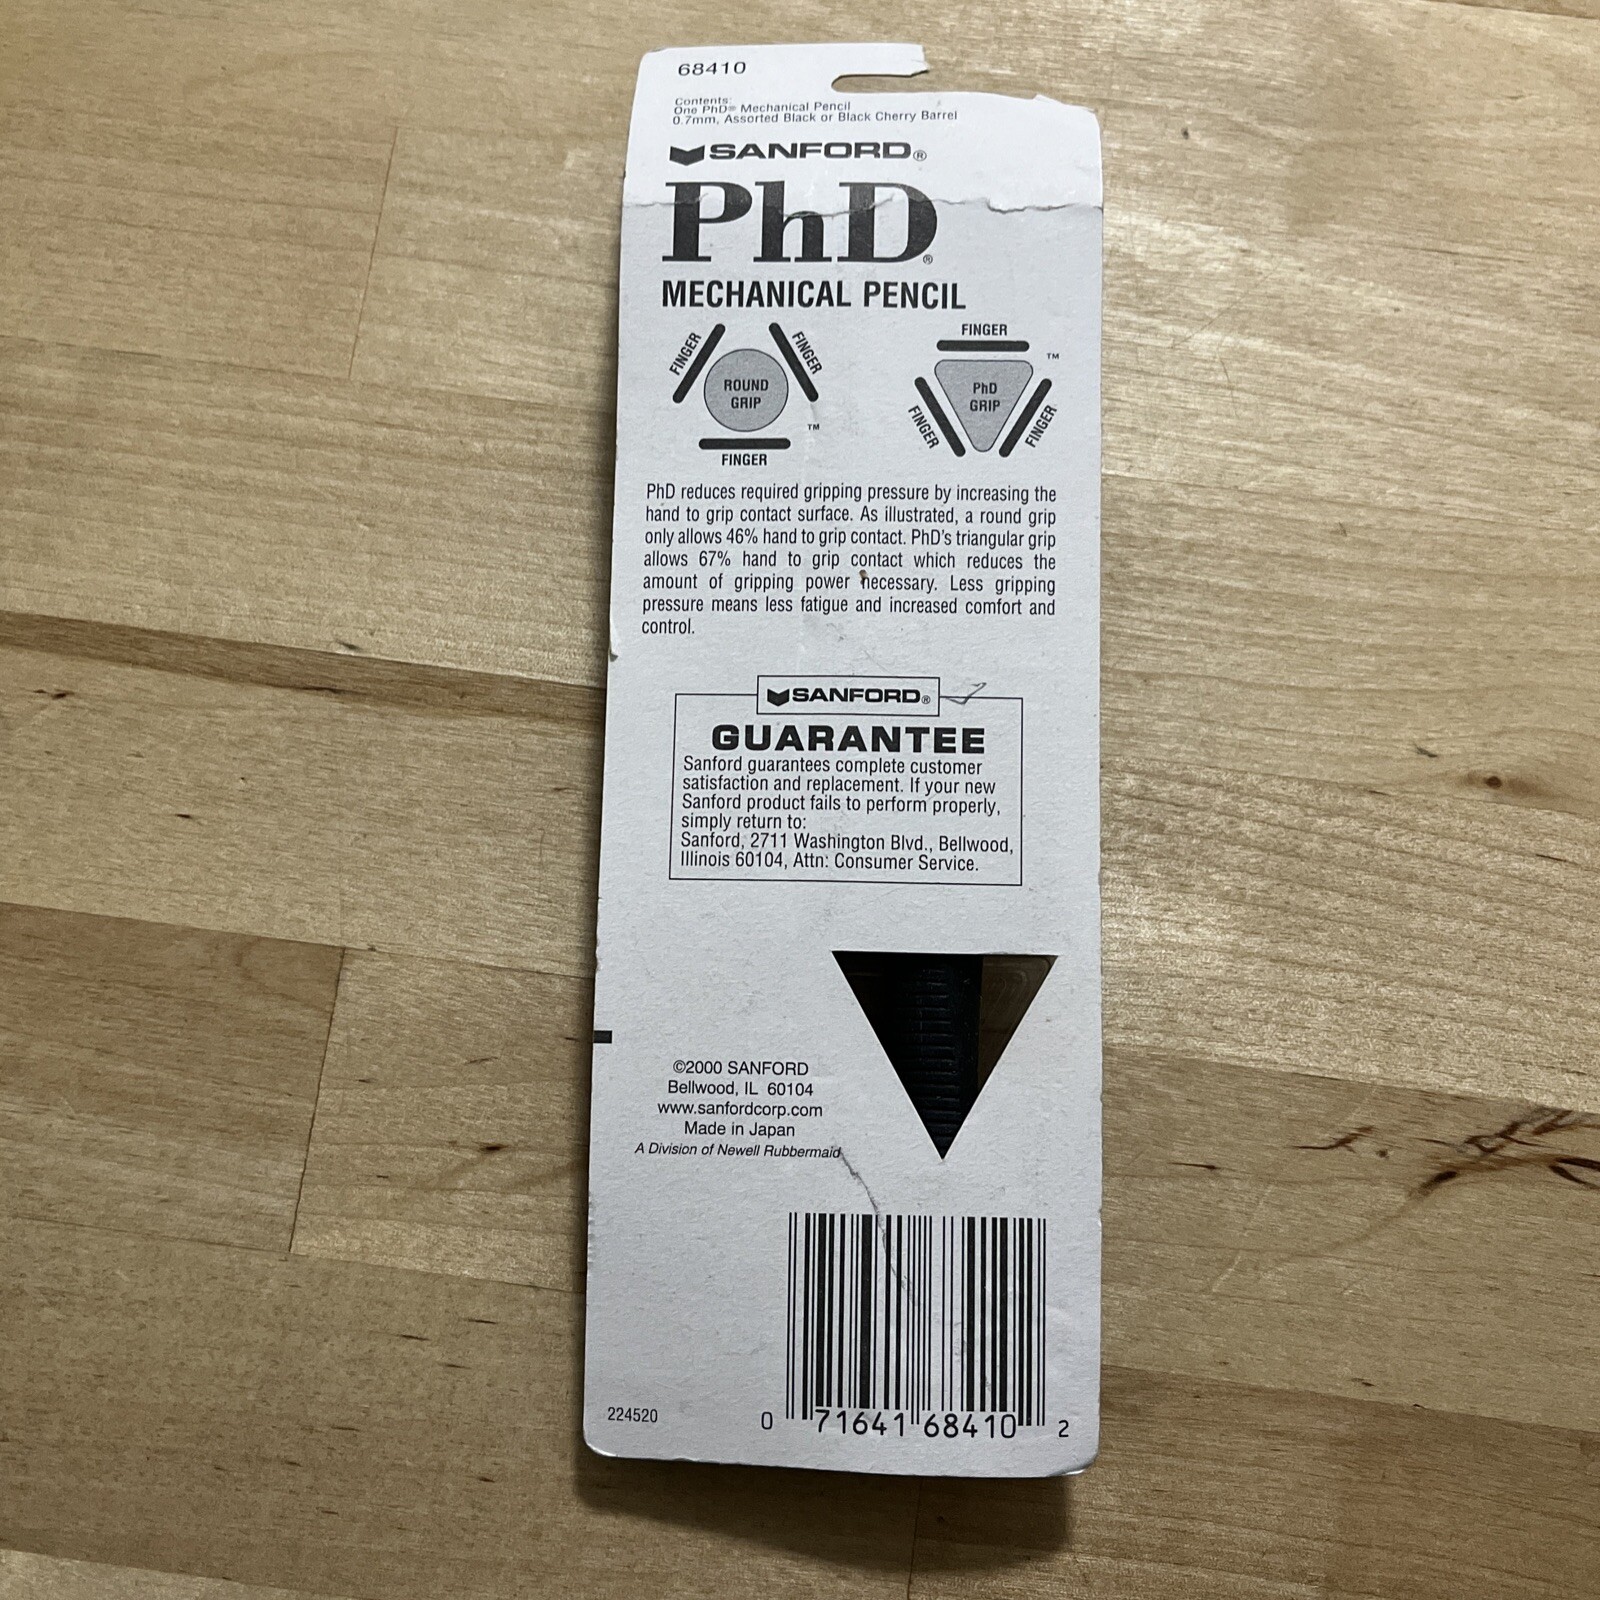 68410
Contents:
One PhD® Mechanical Pencil
0.7mm, Assorted Black or Black Cherry Barrel
SANFORD®
PhD®
MECHANICAL PENCIL
FINGER
FINGER
ROUND
GRIP
™
FINGER
FINGER
™
PhD
GRIP
FINGER
FINGER
PhD reduces required gripping pressure by increasing the
hand to grip contact surface. As illustrated, a round grip
only allows 46% hand to grip contact. PhD's triangular grip
allows 67% hand to grip contact which reduces the
amount of gripping power necessary. Less gripping
pressure means less fatigue and increased comfort and
control.
SANFORD®
GUARANTEE
Sanford guarantees complete customer
satisfaction and replacement. If your new
Sanford product fails to perform properly,
simply return to:
Sanford, 2711 Washington Blvd., Bellwood,
Illinois 60104, Attn: Consumer Service.
©2000 SANFORD
Bellwood, IL 60104
www.sanfordcorp.com
Made in Japan
A Division of Newell Rubbermaid
224520
0 71641 68410 2